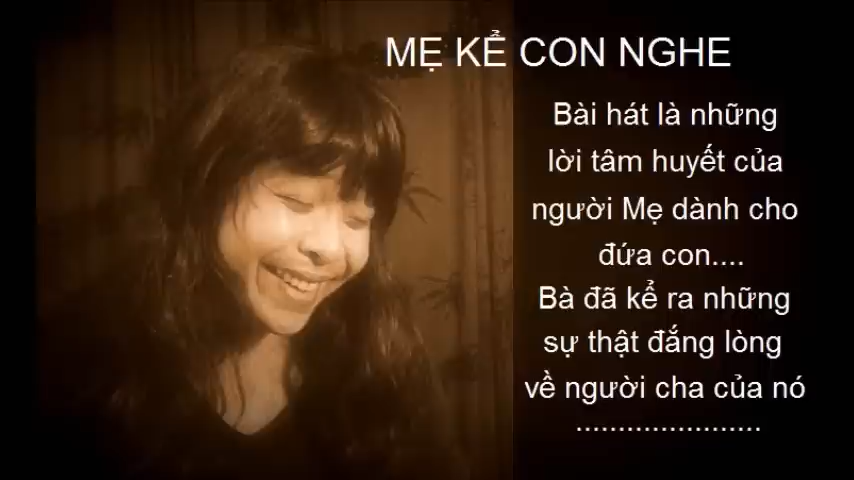 MẸ KỂ CON NGHE
Bài hát là những
lời tâm huyết của
người Mẹ dành cho
đứa con....
Bà đã kể ra những
sự thật đắng lòng
về người cha của nó
......................